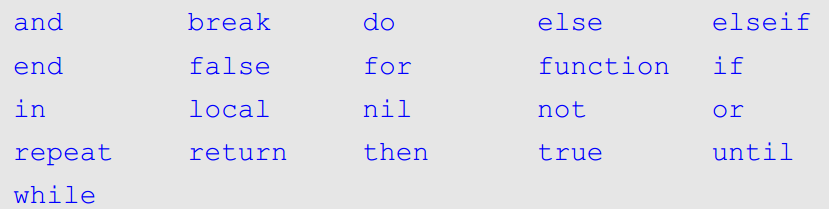 and break do else elseif
end false for function if
in local nil not or
repeat return then true until
while